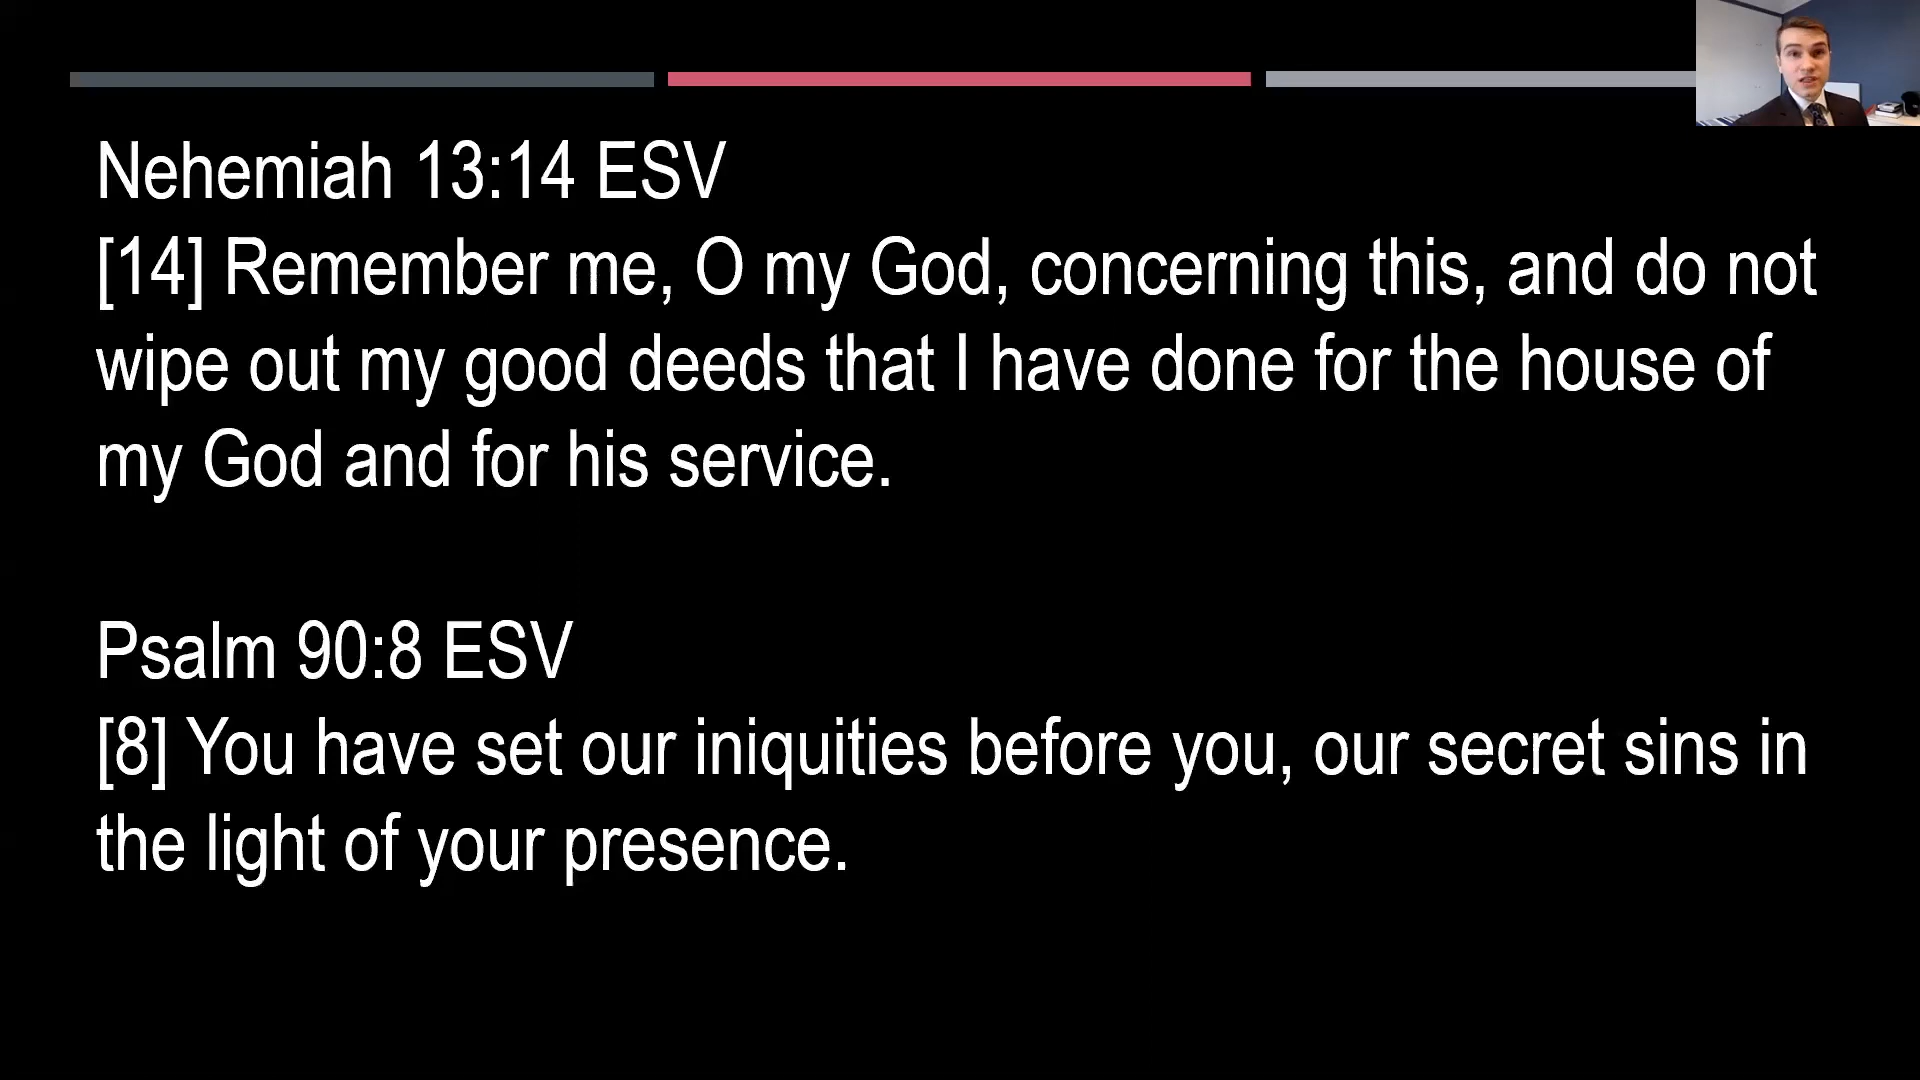 Nehemiah 13:14 ESV
[14] Remember me, O my God, concerning this, and do not
wipe out my good deeds that I have done for the house of
my God and for his service.
Psalm 90:8 ESV
[8] You have set our iniquities before you, our secret sins in
the light of your presence.